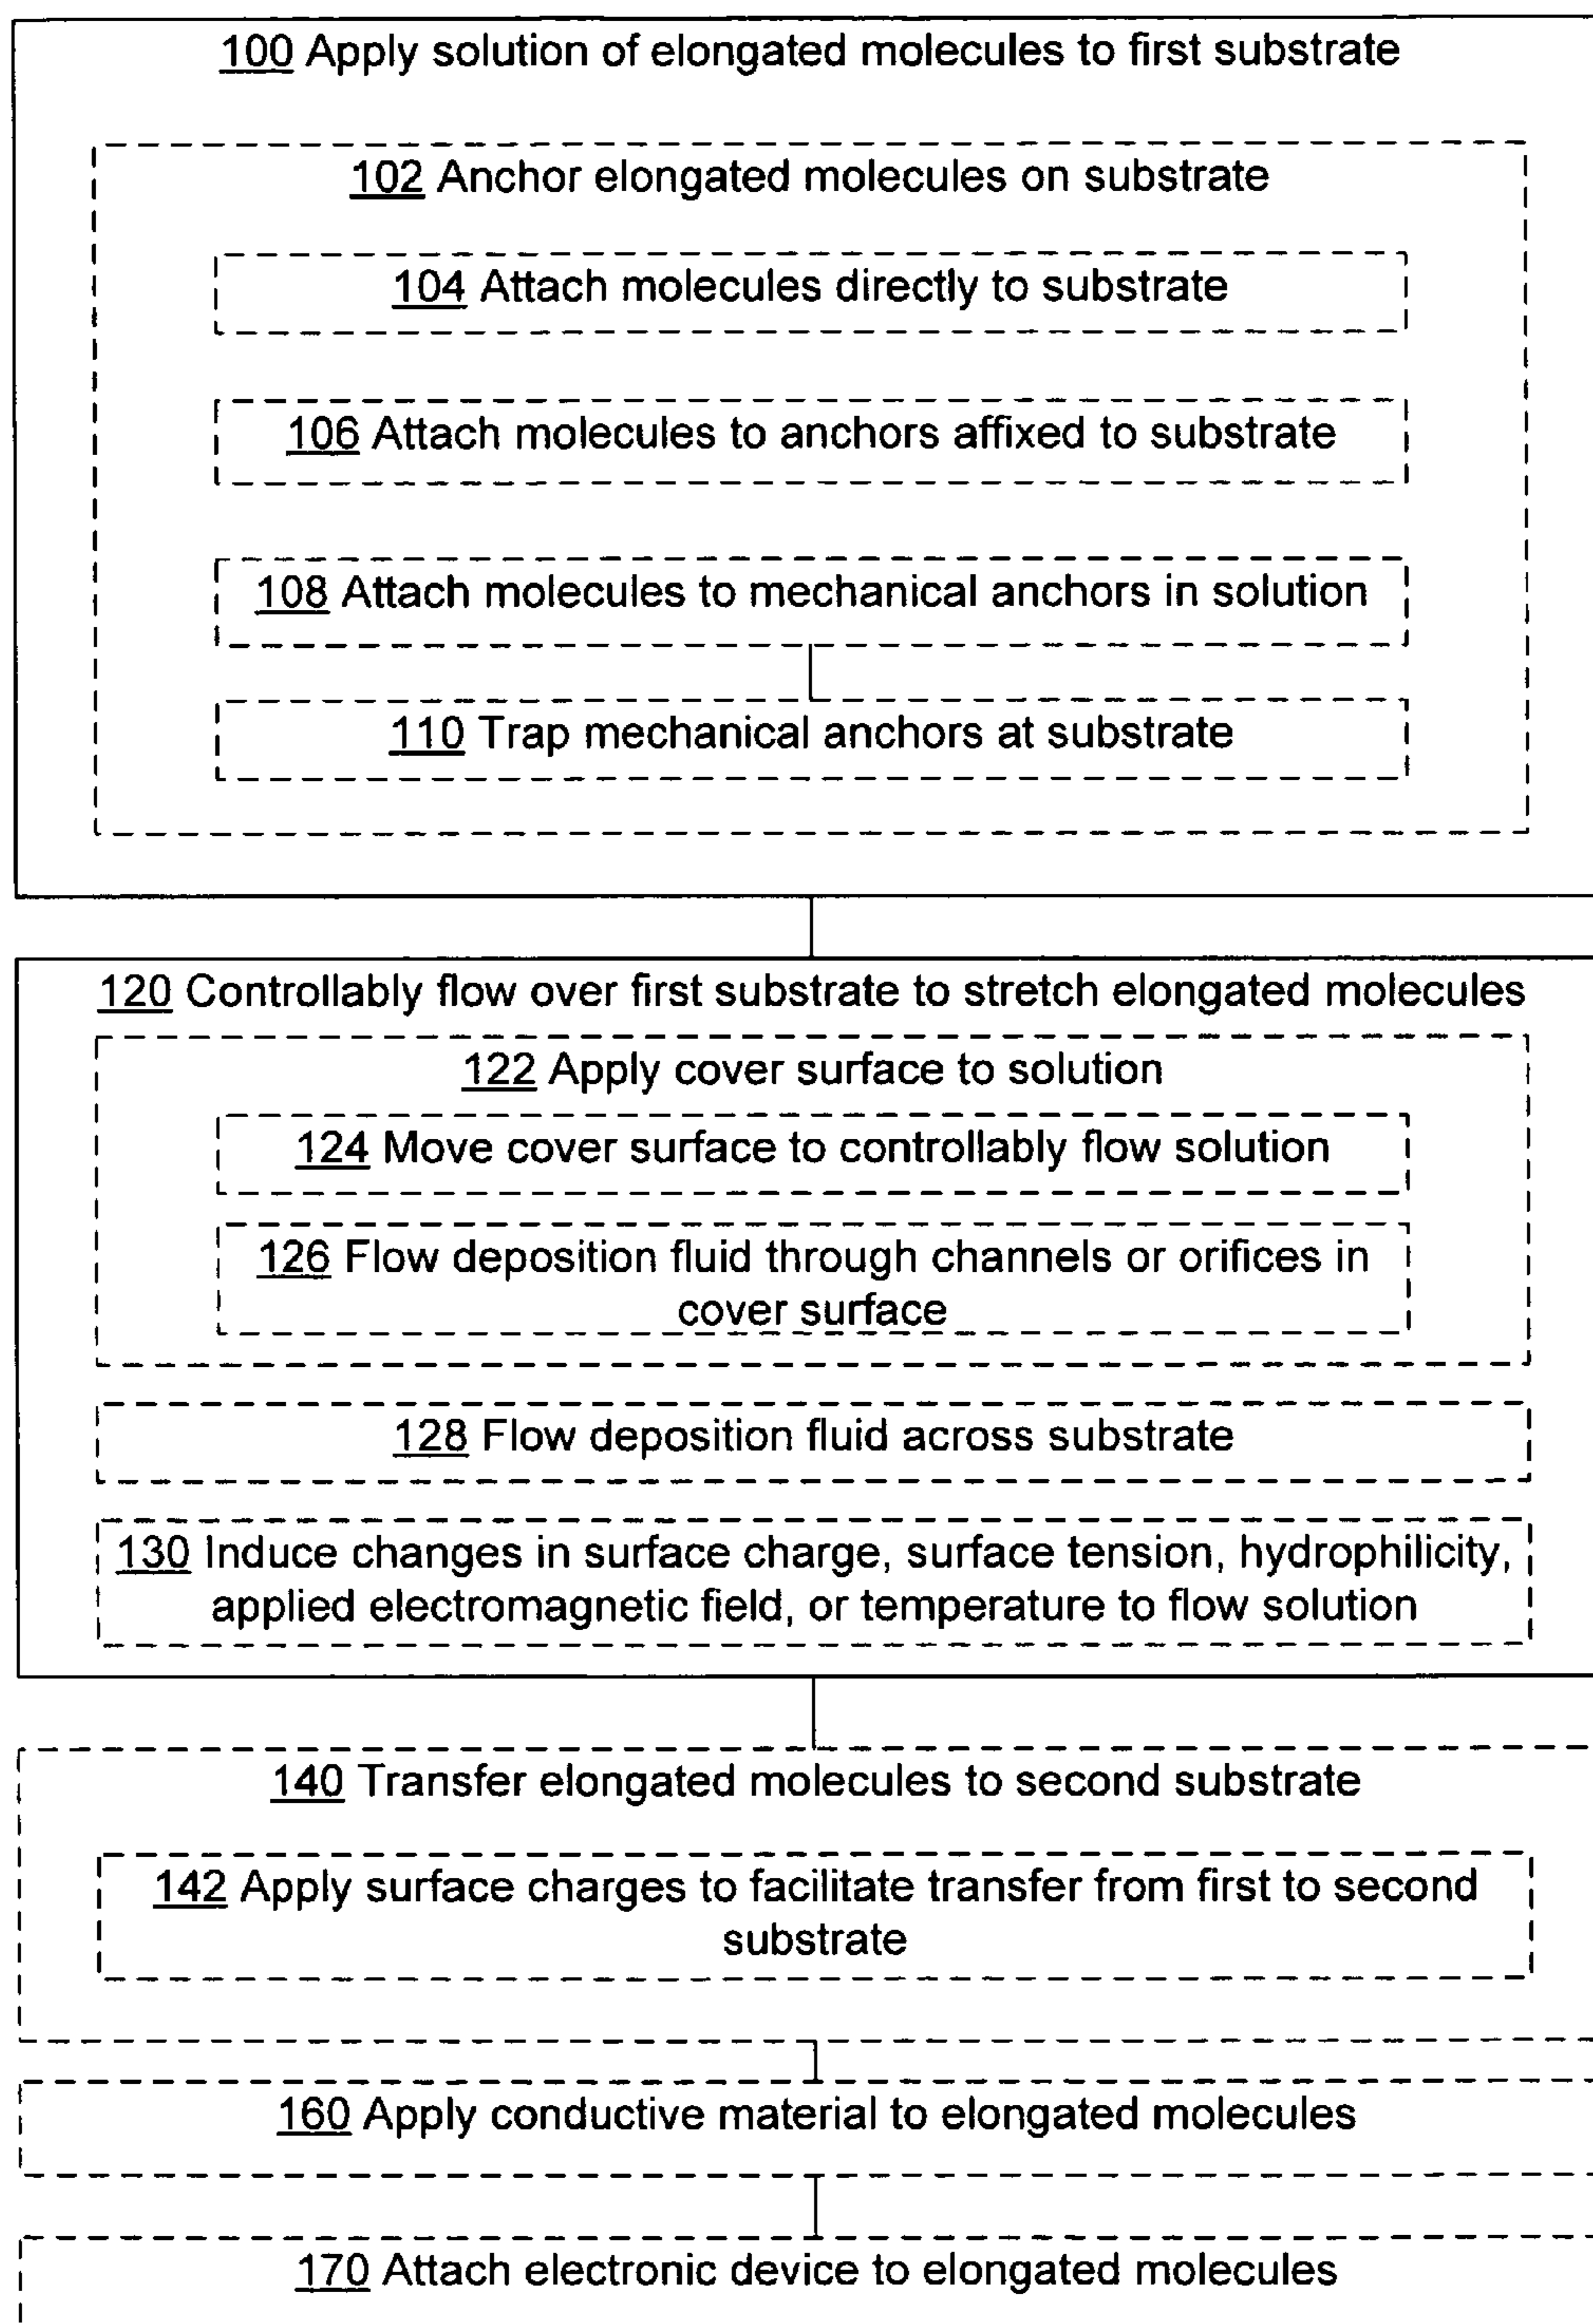 100 Apply solution of elongated molecules to first substrate
102 Anchor elongated molecules on substrate
104 Attach molecules directly to substrate
106 Attach molecules to anchors affixed to substrate
108 Attach molecules to mechanical anchors in solution
110 Trap mechanical anchors at substrate
120 Controllably flow over first substrate to stretch elongated molecules
122 Apply cover surface to solution
124 Move cover surface to controllably flow solution
126 Flow deposition fluid through channels or orifices in
cover surface
128 Flow deposition fluid across substrate
130 Induce changes in surface charge, surface tension, hydrophilicity,
applied electromagnetic field, or temperature to flow solution
140 Transfer elongated molecules to second substrate
142 Apply surface charges to facilitate transfer from first to second
substrate
160 Apply conductive material to elongated molecules
170 Attach electronic device to elongated molecules